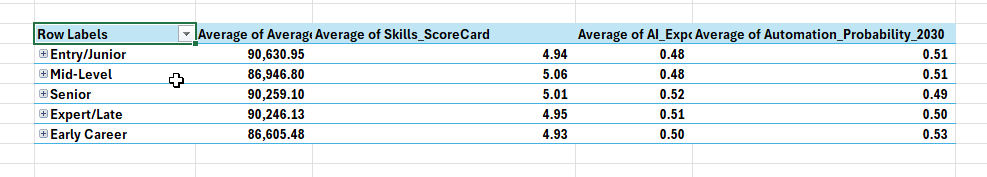 Row Labels Average of Average Average of Skills_ScoreCard Average of AI_Expo Average of Automation_Probability_2030
Entry/Junior 90,630.95 4.94 0.48 0.51
Mid-Level 86,946.80 5.06 0.48 0.51
Senior 90,259.10 5.01 0.52 0.49
Expert/Late 90,246.13 4.95 0.51 0.50
Early Career 86,605.48 4.93 0.50 0.53